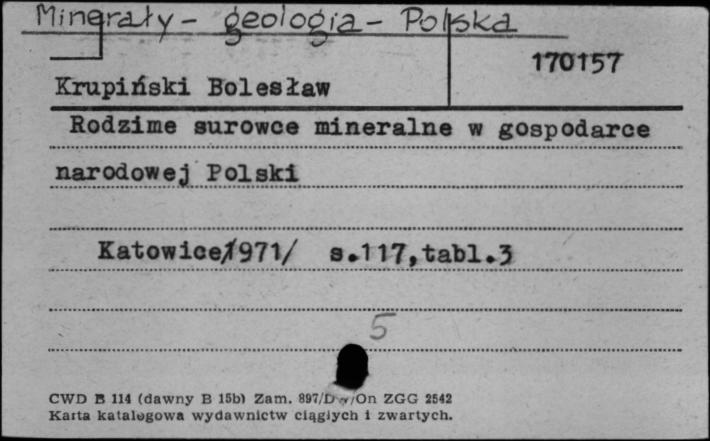 Minerały - geologia - Polska
170157
Krupiński Bolesław
Rodzime surowce mineralne w gospodarce
narodowej Polski
Katowice/1971/ s.117,tabl.3
5
CWD B 114 (dawny B 15b) Zam. 897/Dw/On ZGG 2542
Karta katalogowa wydawnictw ciągłych i zwartych.